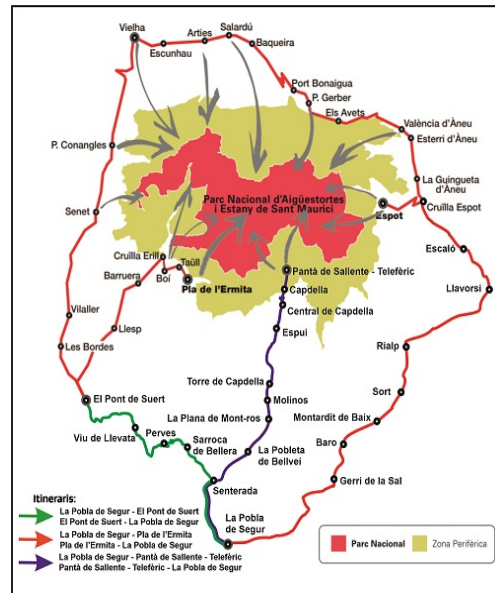 Salardú
Vielha
Arties
Escunhau
Baqueira
Port Bonaigua
P. Gerber
Els Avets
València d'Àneu
Esterri d'Àneu
P. Conangles
La Guingueta
d'Àneu
Parc Nacional d'Aigüestortes
i Estany de Sant Maurici
Espot
Cruïlla Espot
Senet
Cruïlla Erill
Taüll
Escaló
Barruera
Boí
Pla de l'Ermita
Pantà de Sallente - Telefèric
Capdella
Llavorsi
Central de Capdella
Vilaller
Llesp
Espui
Les Bordes
Rialp
Torre de Capdella
Sort
El Pont de Suert
Molinos
La Plana de Mont-ros
Montardit de Baix
Viu de Llevata
Perves
Sarroca
de Bellera
La Pobleta
de Bellvei
Baro
Senterada
Gerri de la Sal
Itineraris:
La Pobla de Segur - El Pont de Suert
El Pont de Suert - La Pobla de Segur
La Pobla de Segur - Pla de l'Ermita
Pla de l'Ermita - La Pobla de Segur
La Pobla de Segur - Pantà de Sallente - Telefèric
Pantà de Sallente - Telefèric - La Pobla de Segur
La Pobla
de Segur
Parc Nacional
Zona Perifèrica